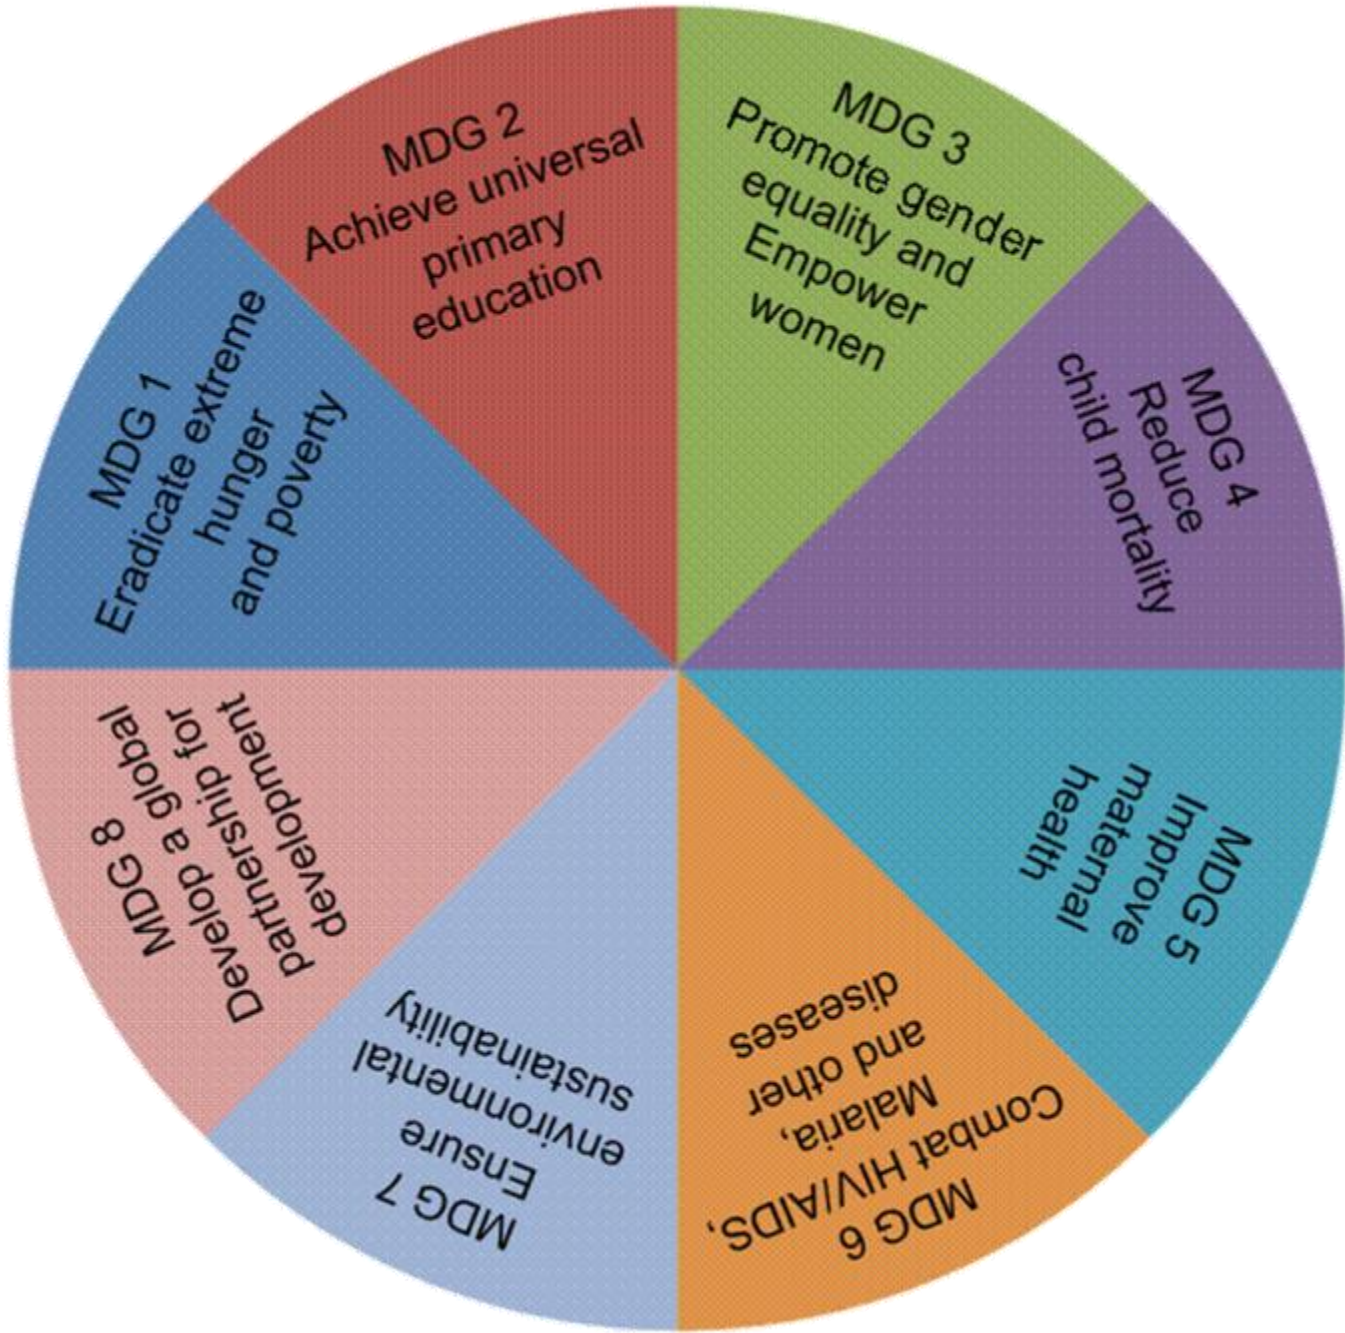 MDG 1
Eradicate extreme
hunger
and poverty
MDG 2
Achieve universal
primary
education
MDG 3
Promote gender
equality and
Empower
women
MDG 4
Reduce
child mortality
MDG 5
Improve
maternal
health
MDG 6
Combat HIV/AIDS,
Malaria,
and other
diseases
MDG 7
Ensure
environmental
sustainability
MDG 8
Develop a global
partnership for
development